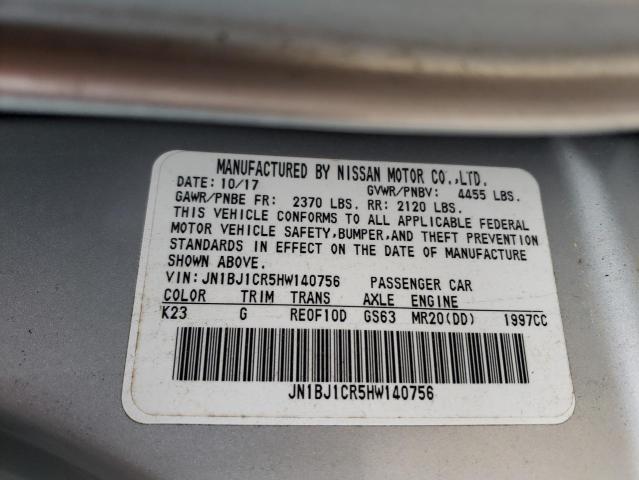 MANUFACTURED BY NISSAN MOTOR CO.,LTD.
DATE: 10/17 GVWR/PNBV: 4455 LBS.
GAWR/PNBE FR: 2370 LBS. RR: 2120 LBS.
THIS VEHICLE CONFORMS TO ALL APPLICABLE FEDERAL
MOTOR VEHICLE SAFETY,BUMPER,AND THEFT PREVENTION
STANDARDS IN EFFECT ON THE DATE OF MANUFACTURE
SHOWN ABOVE.
VIN: JN1BJ1CR5HW140756 PASSENGER CAR
COLOR TRIM TRANS AXLE ENGINE
K23 G RE0F10D GS63 MR20(DD) 1997CC
JN1BJ1CR5HW140756